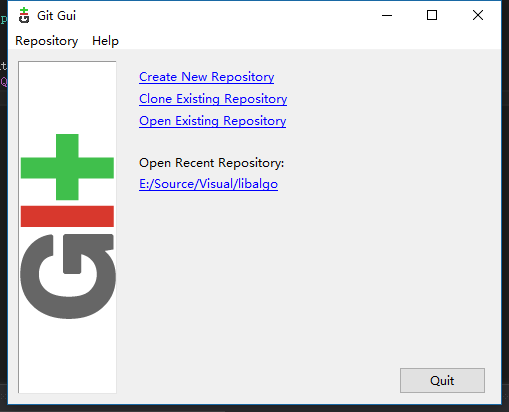 Git Gui
Repository Help
Create New Repository
Clone Existing Repository
Open Existing Repository
Open Recent Repository:
E:/Source/Visual/libalgo
Quit